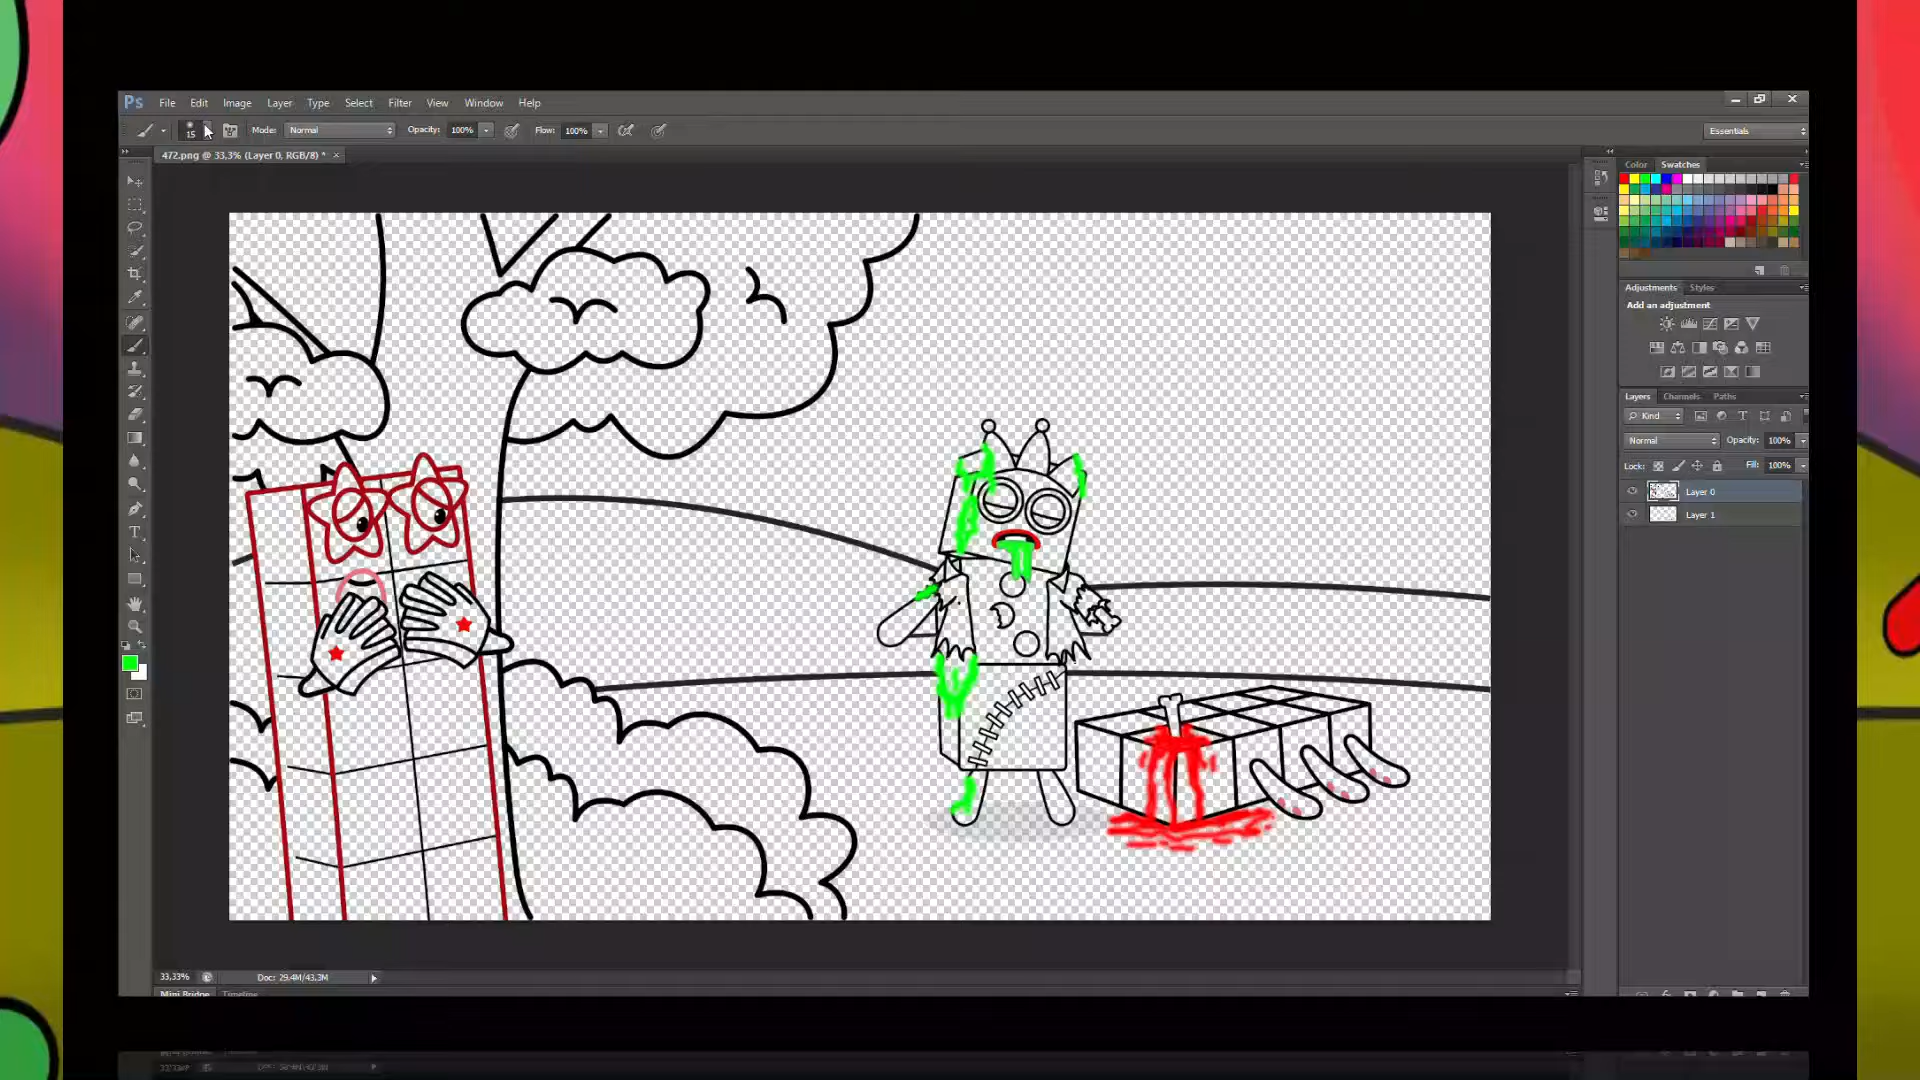 Ps File Edit Image Layer Type Select Filter View Window Help
15 Mode: Normal Opacity: 100% Flow: 100% Essentials
472.png @ 33,3% (Layer 0, RGB/8) * ×
Color Swatches
Adjustments Styles
Add an adjustment
Layers Channels Paths
Kind
Normal Opacity: 100%
Lock: Fill: 100%
Layer 0
Layer 1
33,33% Doc: 29,4M/43,3M
Mini Bridge Timeline